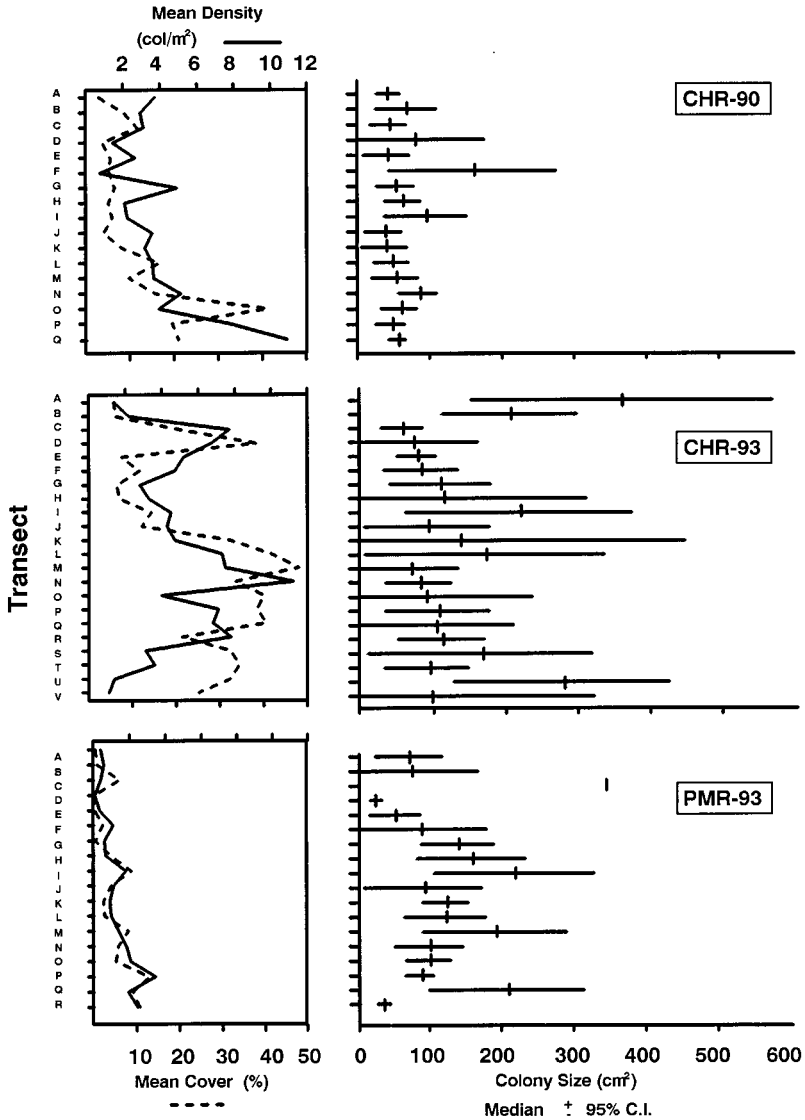 Mean Density
(col/m²)
2 4 6 8 10 12
A
B
C
D
E
F
G
H
I
J
K
L
M
N
O
P
Q
CHR-90
A
B
C
D
E
F
G
H
I
J
K
L
M
N
O
P
Q
R
S
T
U
V
CHR-93
Transect
A
B
C
D
E
F
G
H
I
J
K
L
M
N
O
P
Q
R
PMR-93
10 20 30 40 50
Mean Cover (%)
0 100 200 300 400 500 600
Colony Size (cm²)
Median ± 95% C.I.